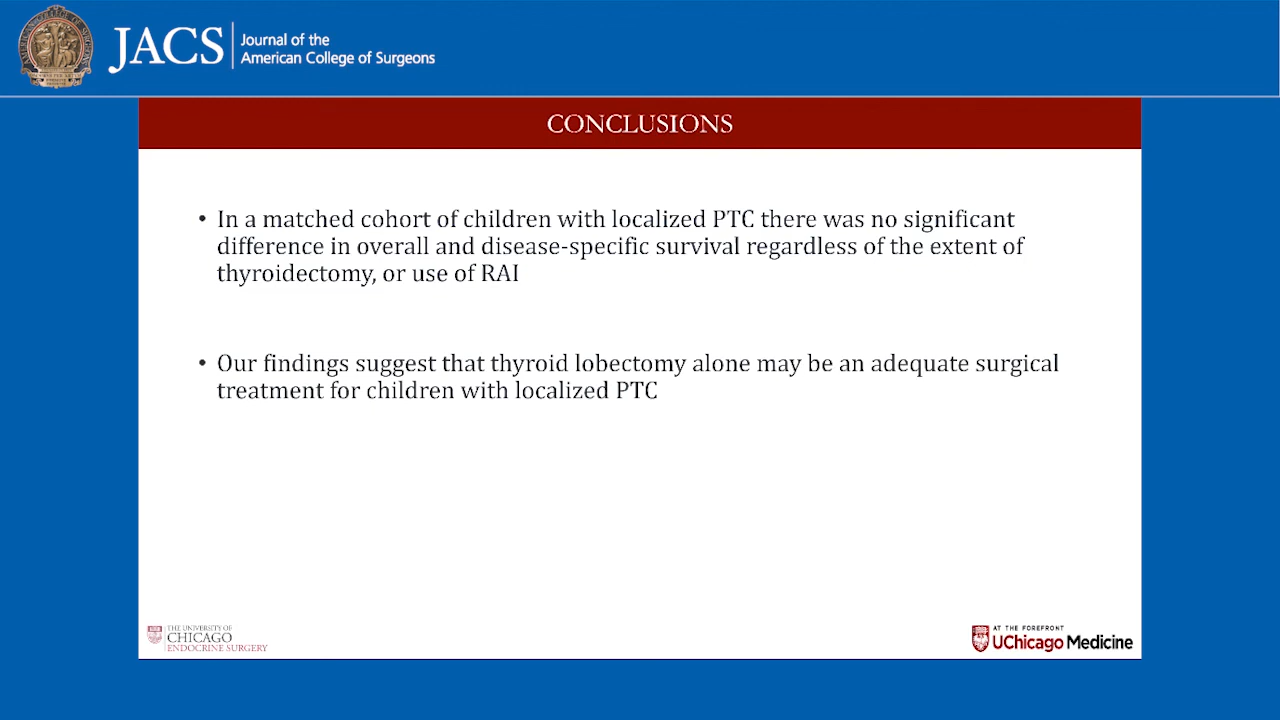 JACS
Journal of the
American College of Surgeons
CONCLUSIONS
• In a matched cohort of children with localized PTC there was no significant
difference in overall and disease-specific survival regardless of the extent of
thyroidectomy, or use of RAI
• Our findings suggest that thyroid lobectomy alone may be an adequate surgical
treatment for children with localized PTC
THE UNIVERSITY OF
CHICAGO
ENDOCRINE SURGERY
AT THE FOREFRONT
UChicago Medicine